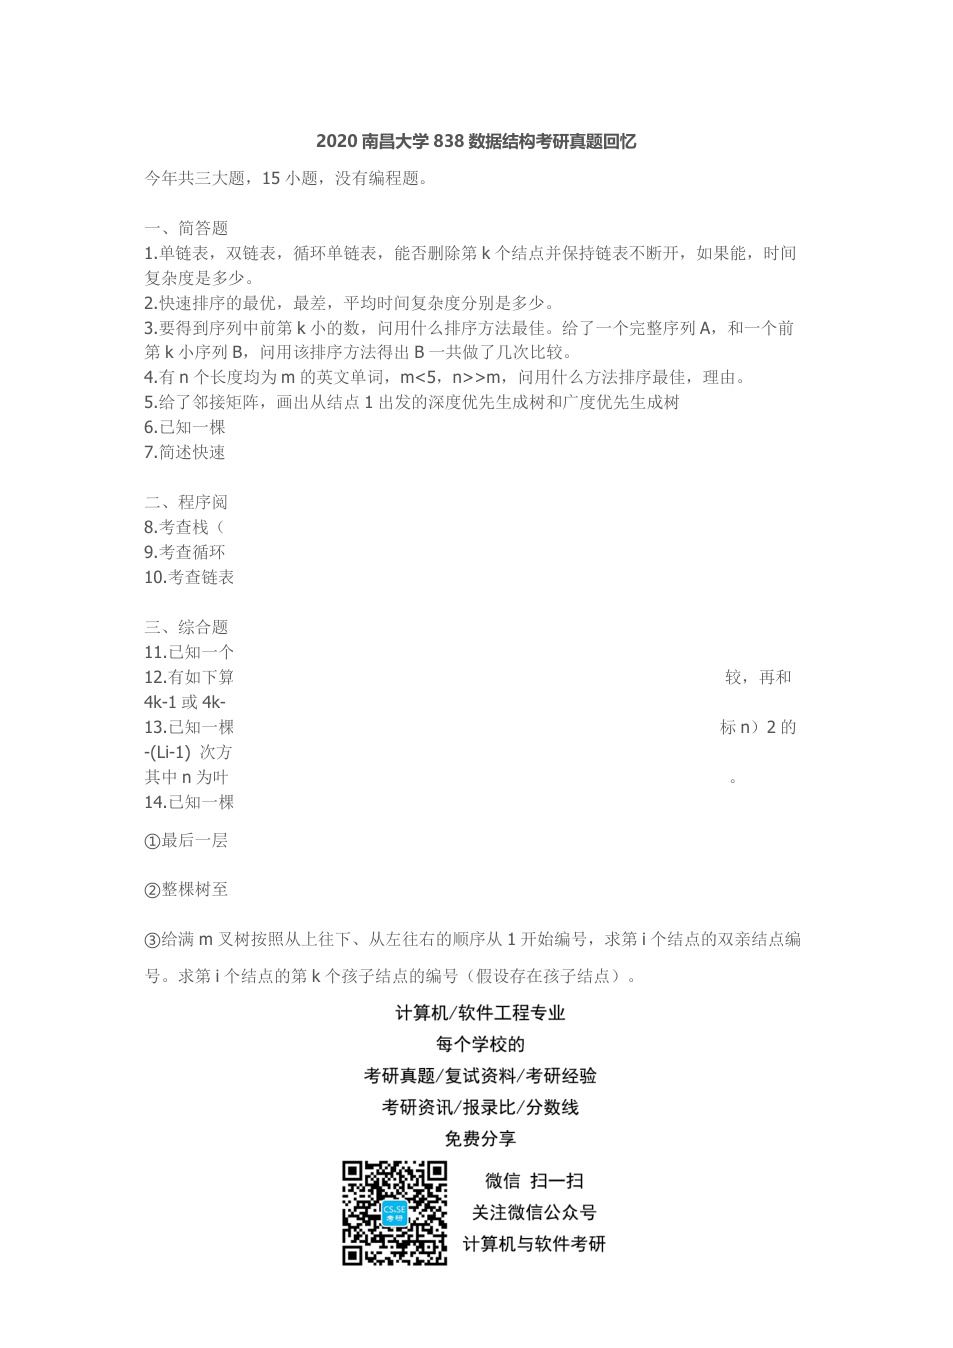 2020 南昌大学 838 数据结构考研真题回忆
今年共三大题，15 小题，没有编程题。
一、简答题
1.单链表，双链表，循环单链表，能否删除第 k 个结点并保持链表不断开，如果能，时间
复杂度是多少。
2.快速排序的最优，最差，平均时间复杂度分别是多少。
3.要得到序列中前第 k 小的数，问用什么排序方法最佳。给了一个完整序列 A，和一个前
第 k 小序列 B，问用该排序方法得出 B 一共做了几次比较。
4.有 n 个长度均为 m 的英文单词，m<5，n>>m，问用什么方法排序最佳，理由。
5.给了邻接矩阵，画出从结点 1 出发的深度优先生成树和广度优先生成树
6.已知一棵
7.简述快速
二、程序阅
8.考查栈（
9.考查循环
10.考查链表
三、综合题
11.已知一个
12.有如下算 较，再和
4k-1 或 4k-
13.已知一棵 标 n）2 的
-(Li-1) 次方
其中 n 为叶 。
14.已知一棵
①最后一层
②整棵树至
③给满 m 叉树按照从上往下、从左往右的顺序从 1 开始编号，求第 i 个结点的双亲结点编
号。求第 i 个结点的第 k 个孩子结点的编号（假设存在孩子结点）。
计算机/软件工程专业
每个学校的
考研真题/复试资料/考研经验
考研资讯/报录比/分数线
免费分享
微信 扫一扫
关注微信公众号
计算机与软件考研
CS&SE
考研